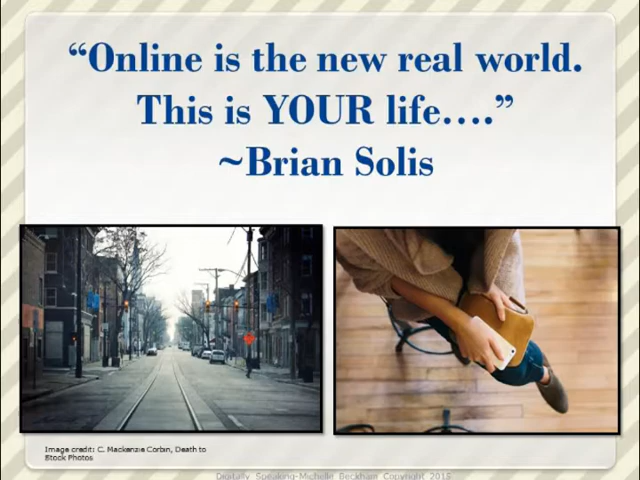 “Online is the new real world.
This is YOUR life….”
~Brian Solis
Image credit: C. Mackenzie Corbin, Death to
Stock Photos
Digitally Speaking-Michelle Beckham Copyright 2015